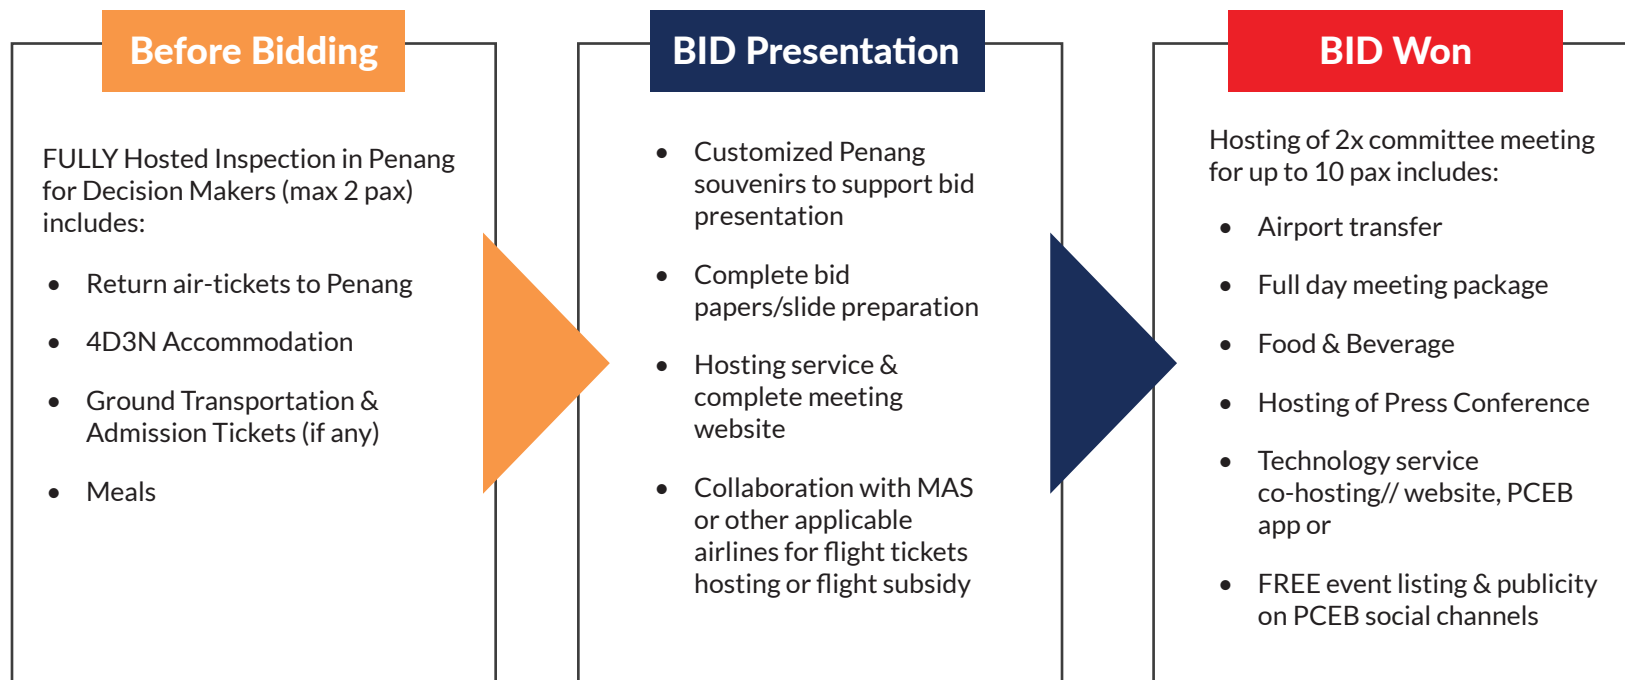 Before Bidding
FULLY Hosted Inspection in Penang
for Decision Makers (max 2 pax)
includes:
• Return air-tickets to Penang
• 4D3N Accommodation
• Ground Transportation &
Admission Tickets (if any)
• Meals
BID Presentation
• Customized Penang
souvenirs to support bid
presentation
• Complete bid
papers/slide preparation
• Hosting service &
complete meeting
website
• Collaboration with MAS
or other applicable
airlines for flight tickets
hosting or flight subsidy
BID Won
Hosting of 2x committee meeting
for up to 10 pax includes:
• Airport transfer
• Full day meeting package
• Food & Beverage
• Hosting of Press Conference
• Technology service
co-hosting// website, PCEB
app or
• FREE event listing & publicity
on PCEB social channels